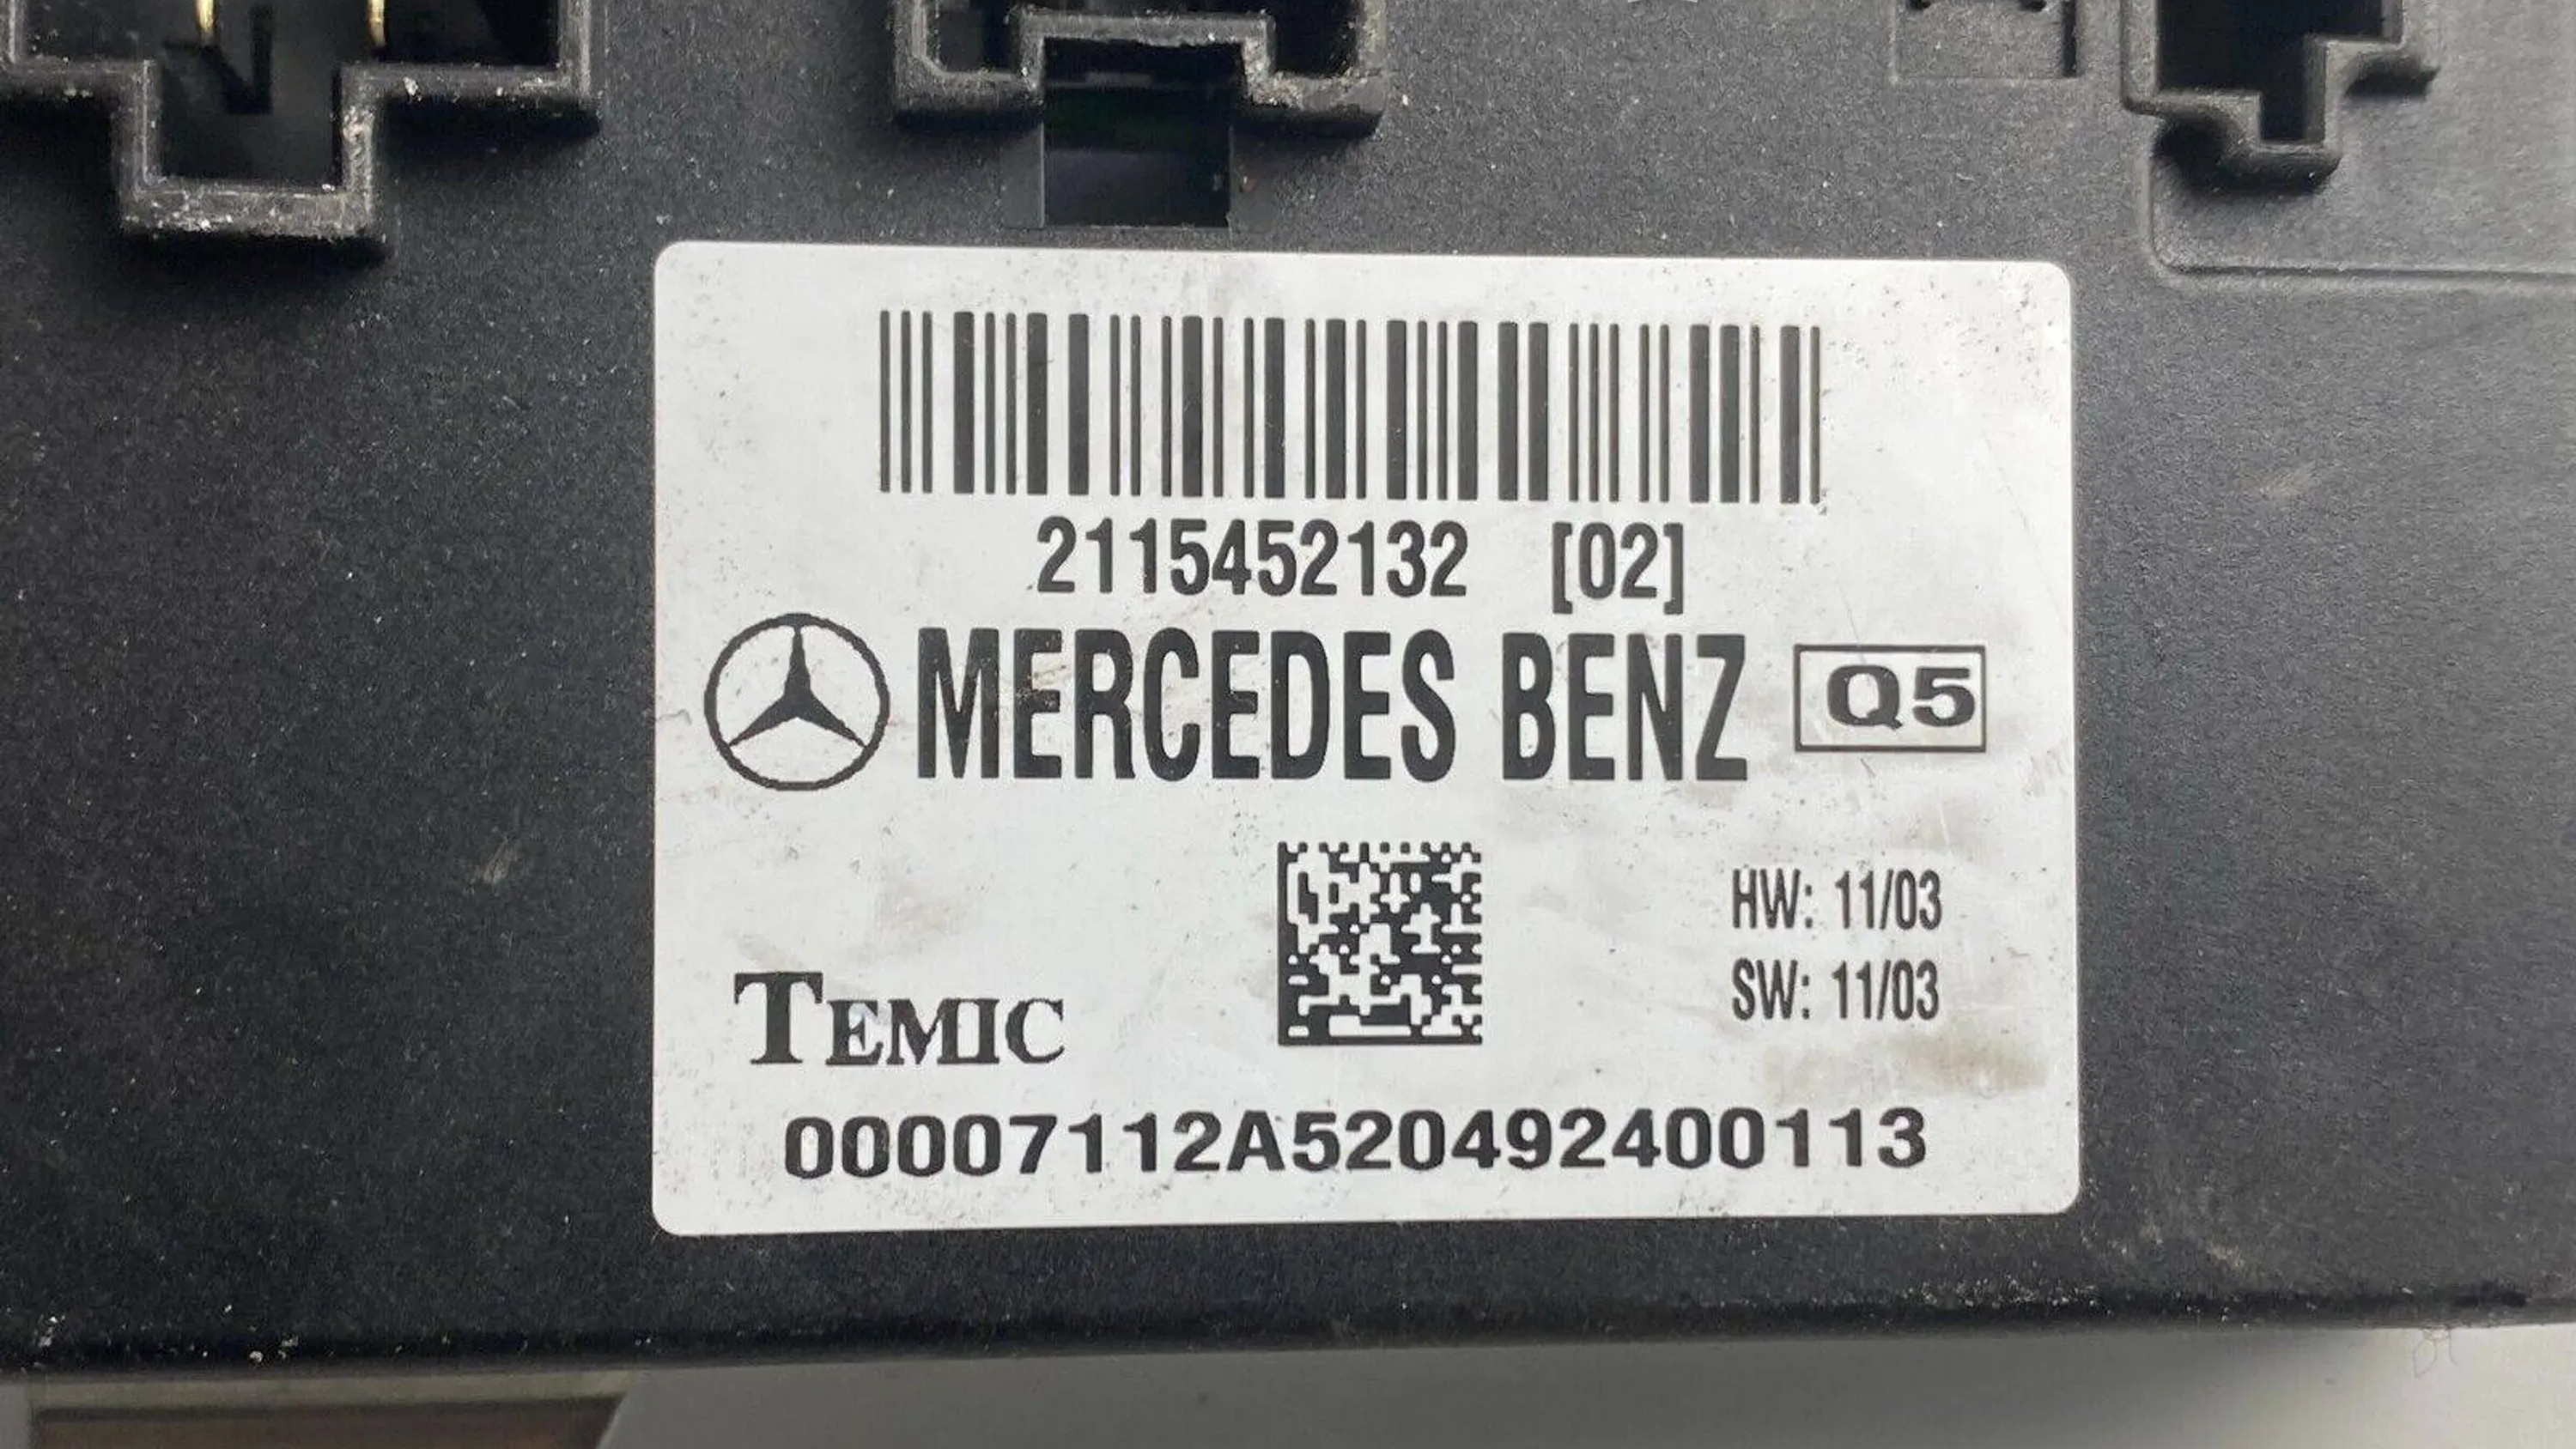 2115452132 [02]
MERCEDES BENZ Q5
HW: 11/03
SW: 11/03
TEMIC
00007112A520492400113